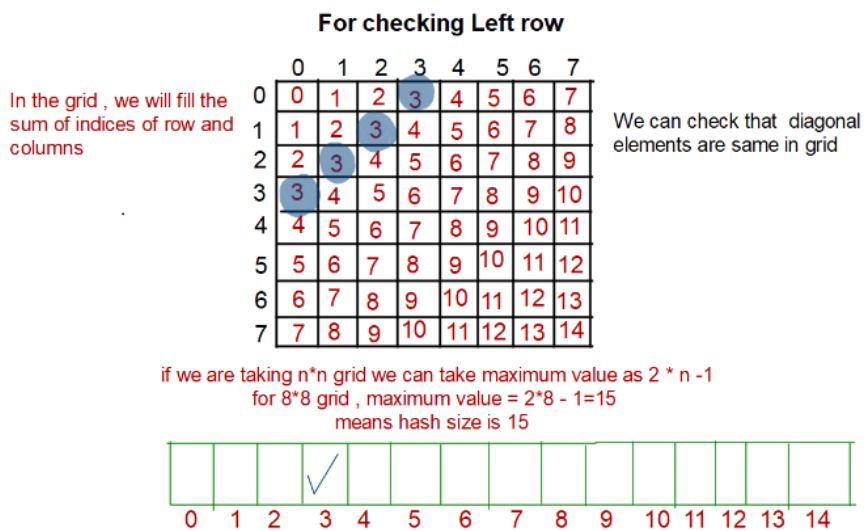 For checking Left row
In the grid , we will fill the
sum of indices of row and
columns
0 1 2 3 4 5 6 7
0 0 1 2 3 4 5 6 7
1 1 2 3 4 5 6 7 8
2 2 3 4 5 6 7 8 9
3 3 4 5 6 7 8 9 10
4 4 5 6 7 8 9 10 11
5 5 6 7 8 9 10 11 12
6 6 7 8 9 10 11 12 13
7 7 8 9 10 11 12 13 14
We can check that diagonal
elements are same in grid
if we are taking n*n grid we can take maximum value as 2 * n -1
for 8*8 grid , maximum value = 2*8 - 1=15
means hash size is 15
0 1 2 3 4 5 6 7 8 9 10 11 12 13 14